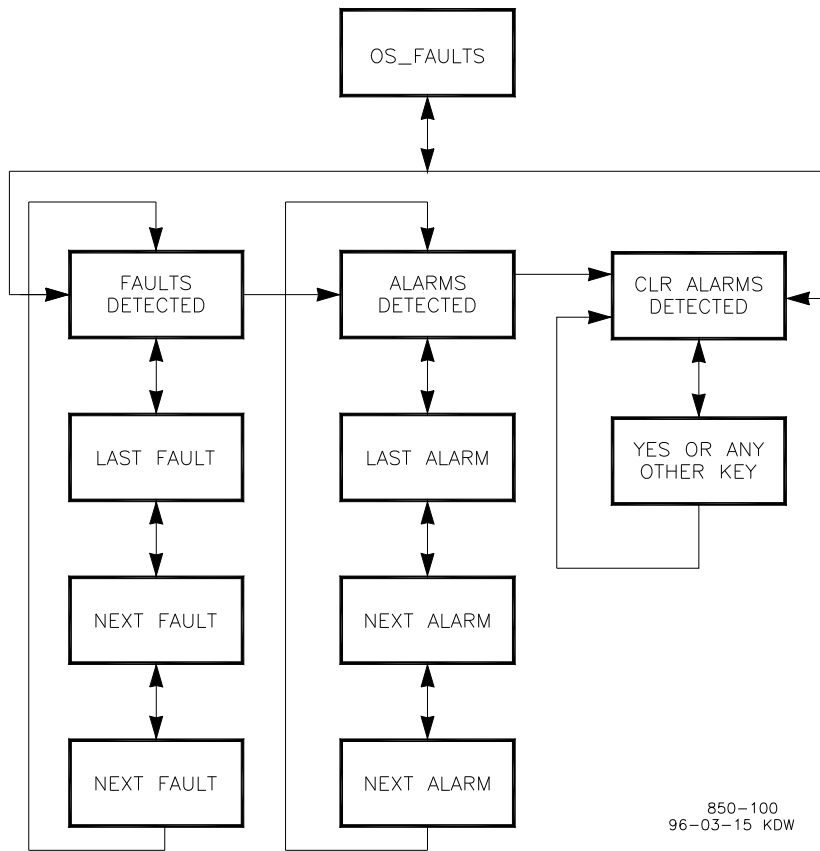 OS_FAULTS
FAULTS
DETECTED
ALARMS
DETECTED
CLR ALARMS
DETECTED
LAST FAULT
LAST ALARM
YES OR ANY
OTHER KEY
NEXT FAULT
NEXT ALARM
NEXT FAULT
NEXT ALARM
850-100
96-03-15 KDW